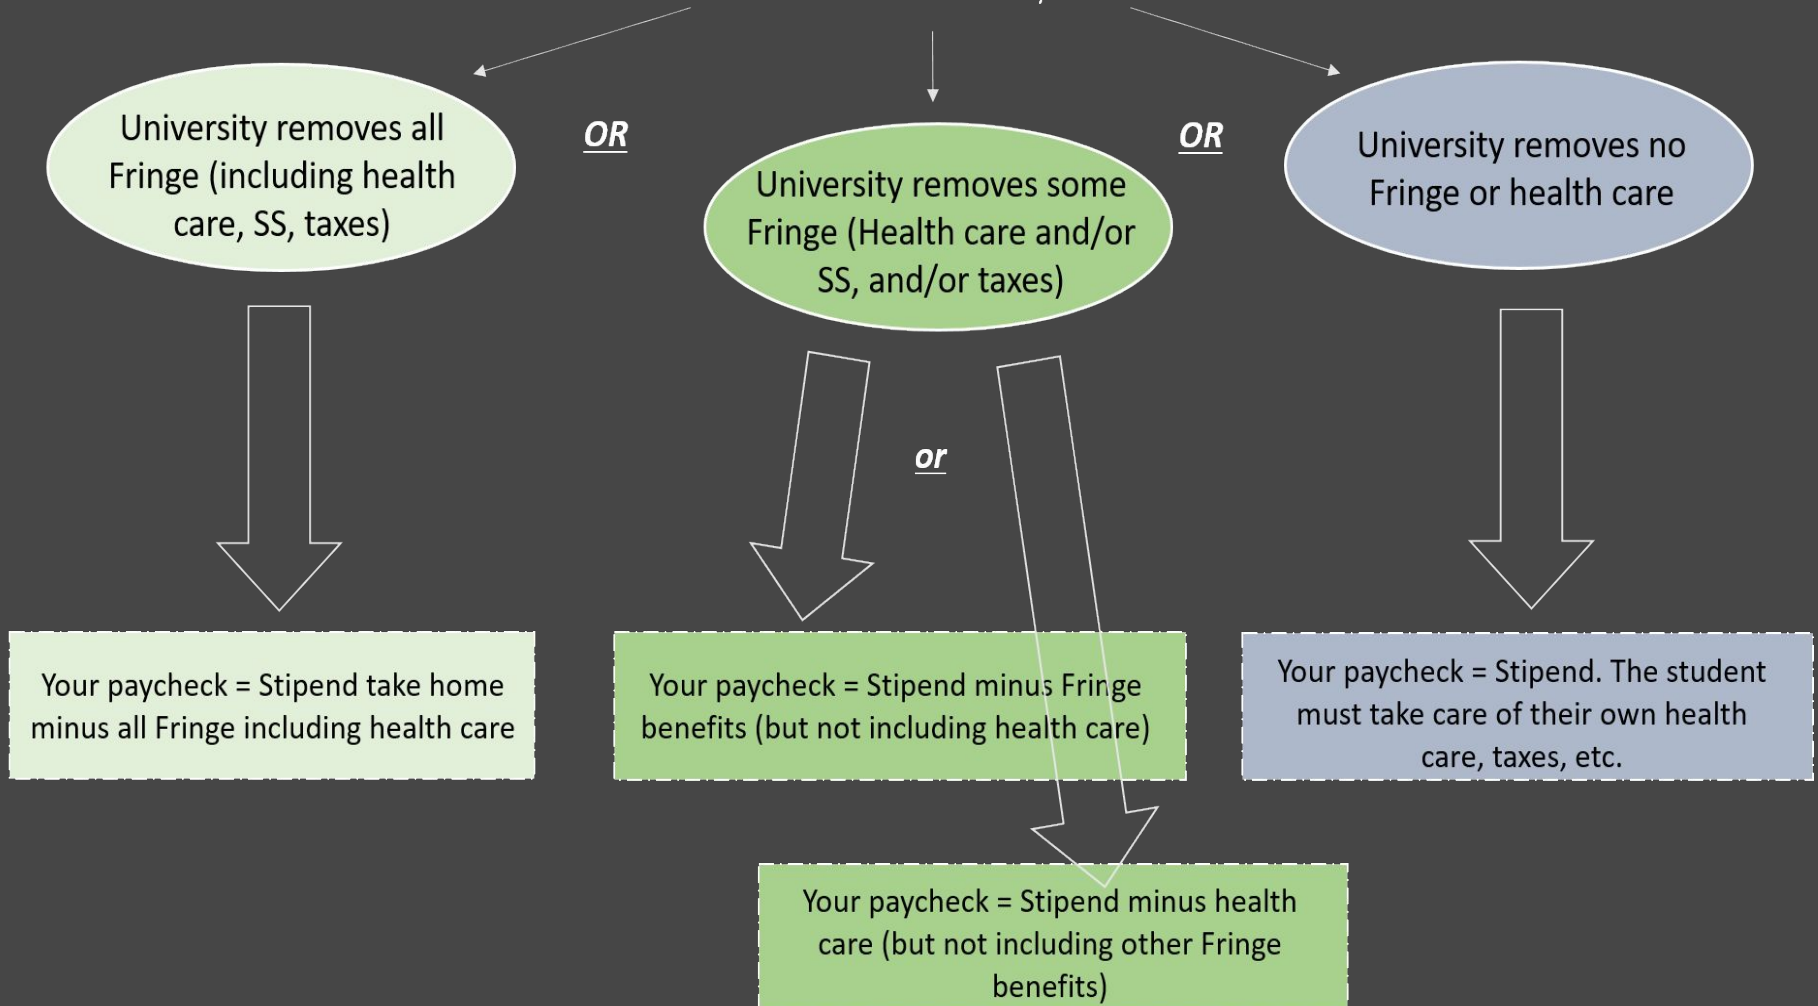 University removes all
Fringe (including health
care, SS, taxes)
OR
University removes some
Fringe (Health care and/or
SS, and/or taxes)
OR
University removes no
Fringe or health care
or
Your paycheck = Stipend take home
minus all Fringe including health care
Your paycheck = Stipend minus Fringe
benefits (but not including health care)
Your paycheck = Stipend. The student
must take care of their own health
care, taxes, etc.
Your paycheck = Stipend minus health
care (but not including other Fringe
benefits)